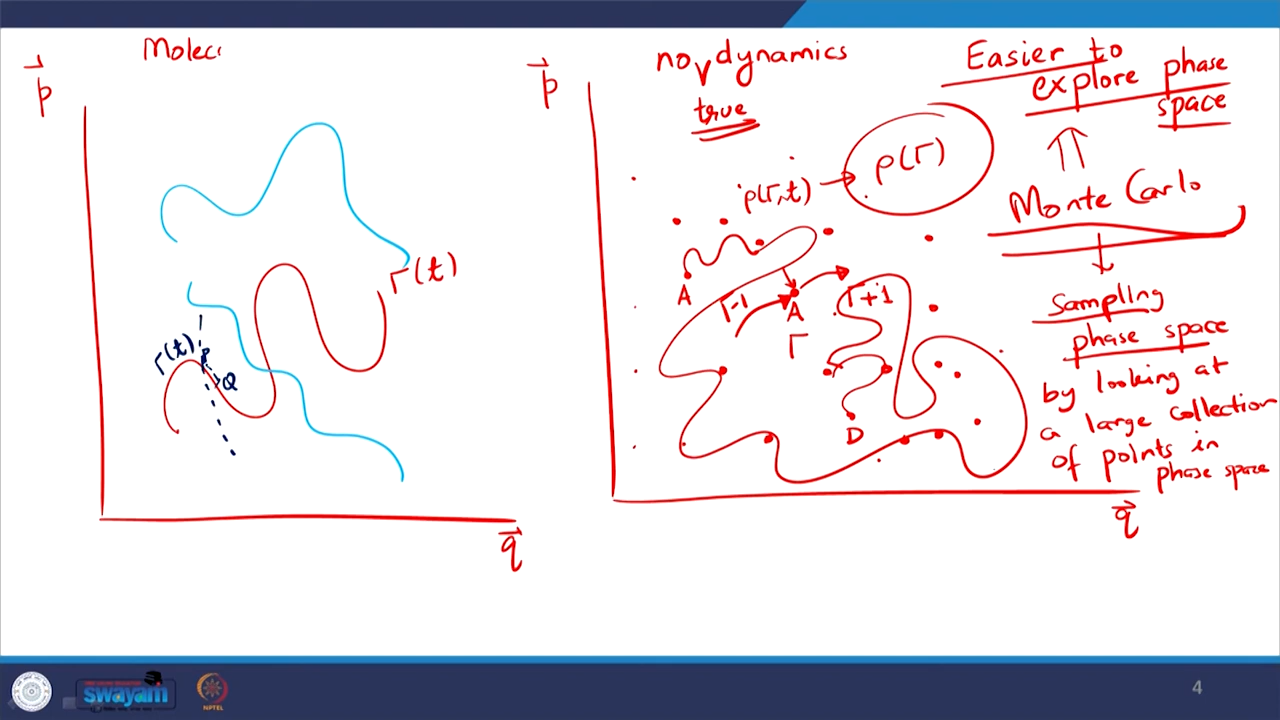 Molec
p
Γ(t)
Γ(t)
P
Q
q
no dynamics
true
p
ρ(Γ,t) → ρ(Γ)
A
Γ-1
A
Γ
Γ+1
D
q
Easier to
explore phase
space
Monte Carlo
Sampling
phase space
by looking at
a large collection
of points in
phase space
swayam
NPTEL
4